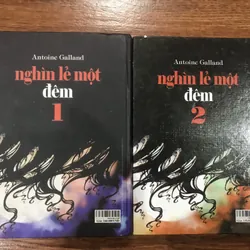 Antoine Galland
nghìn lẻ một
đêm
1
Antoine Galland
nghìn lẻ một
đêm
2